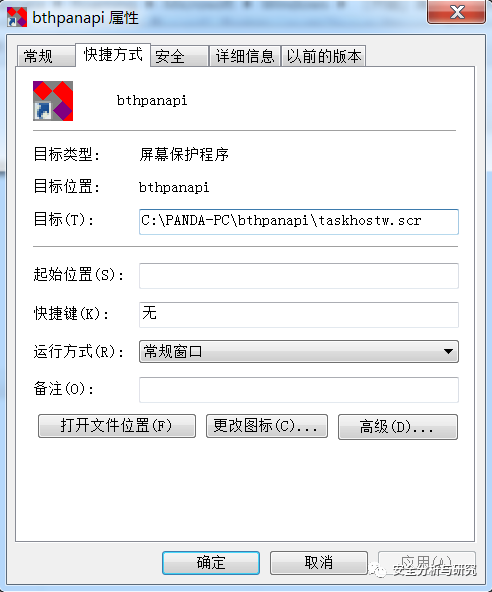 bthpanapi 属性
常规 快捷方式 安全 详细信息 以前的版本
bthpanapi
目标类型: 屏幕保护程序
目标位置: bthpanapi
目标(T): C:\PANDA-PC\bthpanapi\taskhostw.scr
起始位置(S):
快捷键(K): 无
运行方式(R): 常规窗口
备注(O):
打开文件位置(F) 更改图标(C)... 高级(D)...
确定 取消 应用(A)
安全分析与研究